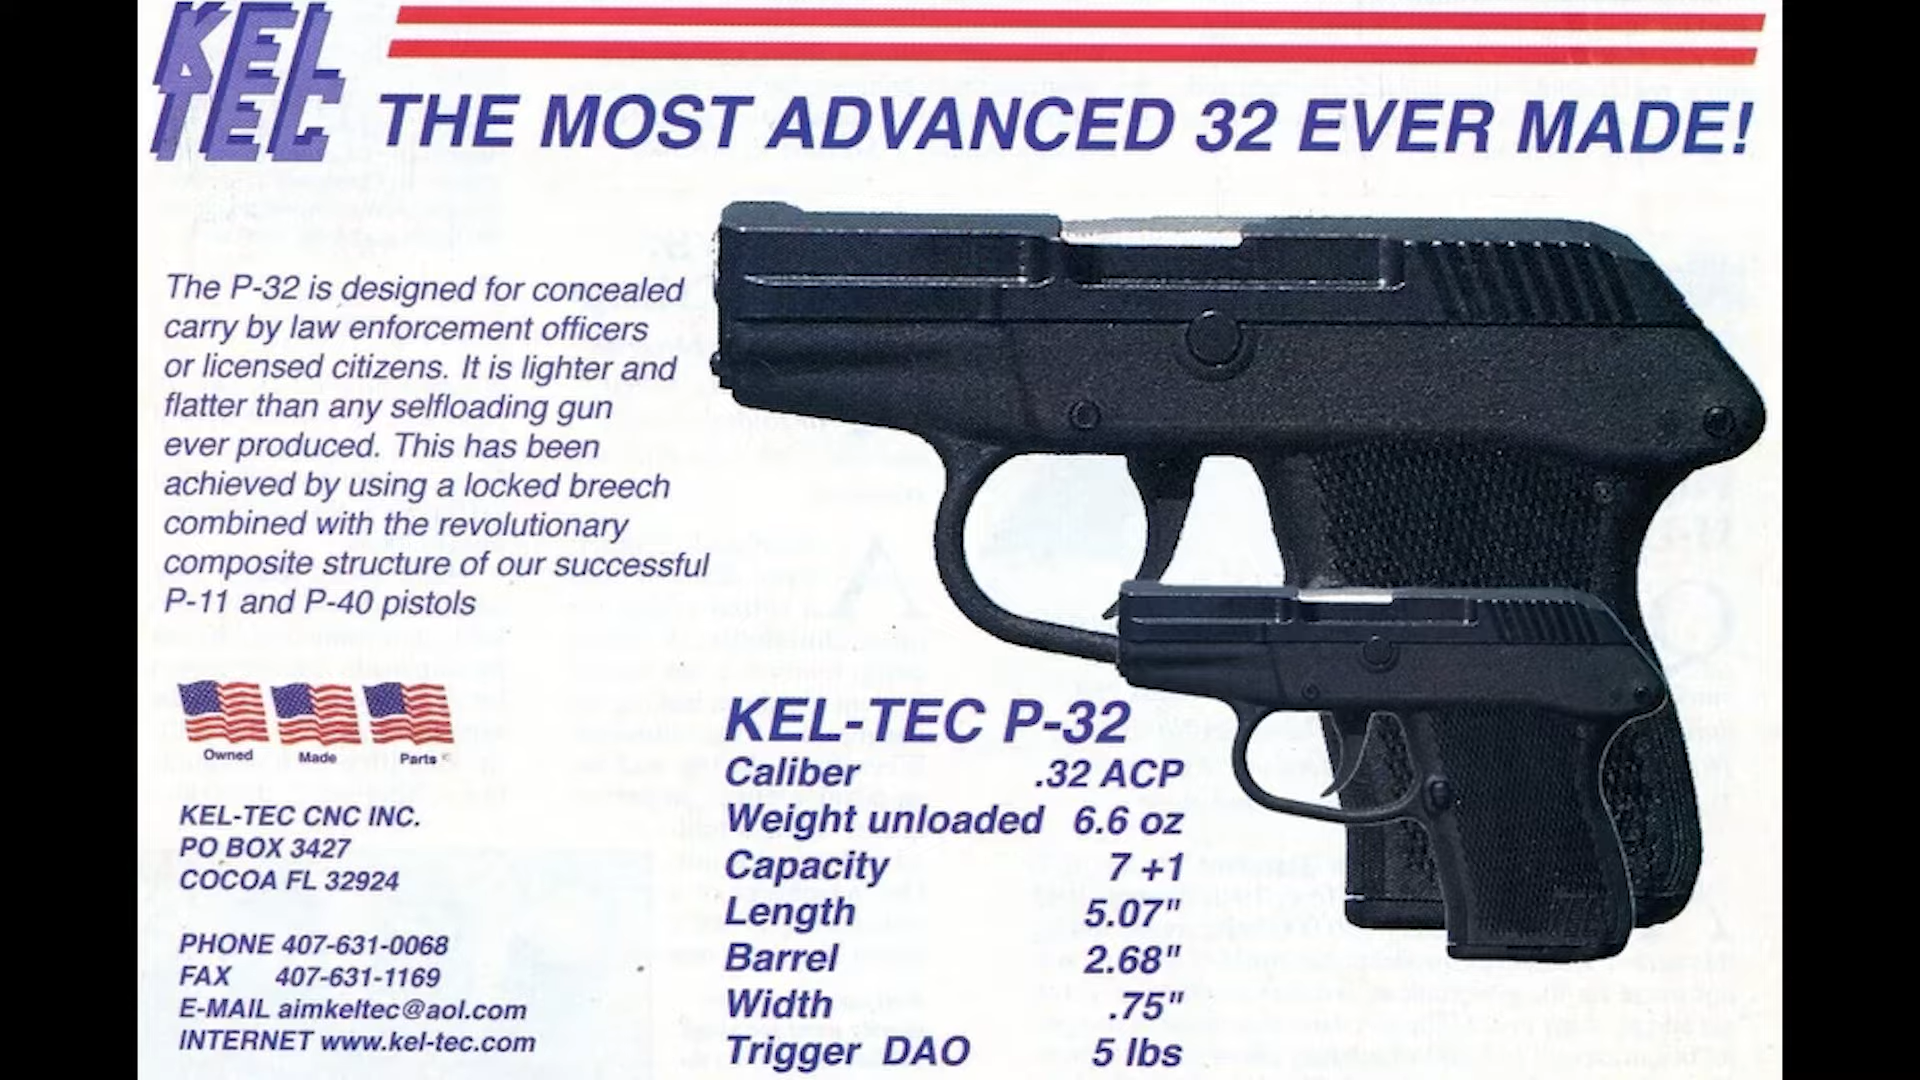 KEL
TEC
THE MOST ADVANCED 32 EVER MADE!
The P-32 is designed for concealed
carry by law enforcement officers
or licensed citizens. It is lighter and
flatter than any selfloading gun
ever produced. This has been
achieved by using a locked breech
combined with the revolutionary
composite structure of our successful
P-11 and P-40 pistols
Owned Made Parts
KEL-TEC CNC INC.
PO BOX 3427
COCOA FL 32924
PHONE 407-631-0068
FAX 407-631-1169
E-MAIL aimkeltec@aol.com
INTERNET www.kel-tec.com
KEL-TEC P-32
Caliber .32 ACP
Weight unloaded 6.6 oz
Capacity 7 +1
Length 5.07"
Barrel 2.68"
Width .75"
Trigger DAO 5 lbs